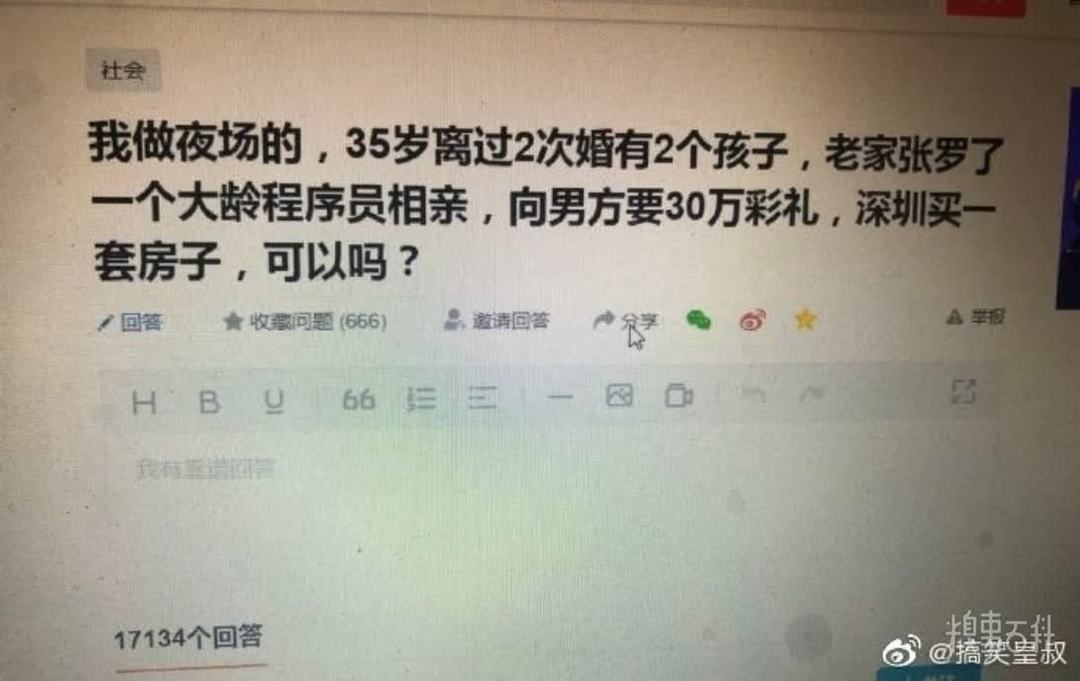 社会
我做夜场的，35岁离过2次婚有2个孩子，老家张罗了
一个大龄程序员相亲，向男方要30万彩礼，深圳买一
套房子，可以吗？
回答 收藏问题 (666) 邀请回答 分享 举报
H B U 66
我有靠谱回答
17134个回答
@搞笑皇叔